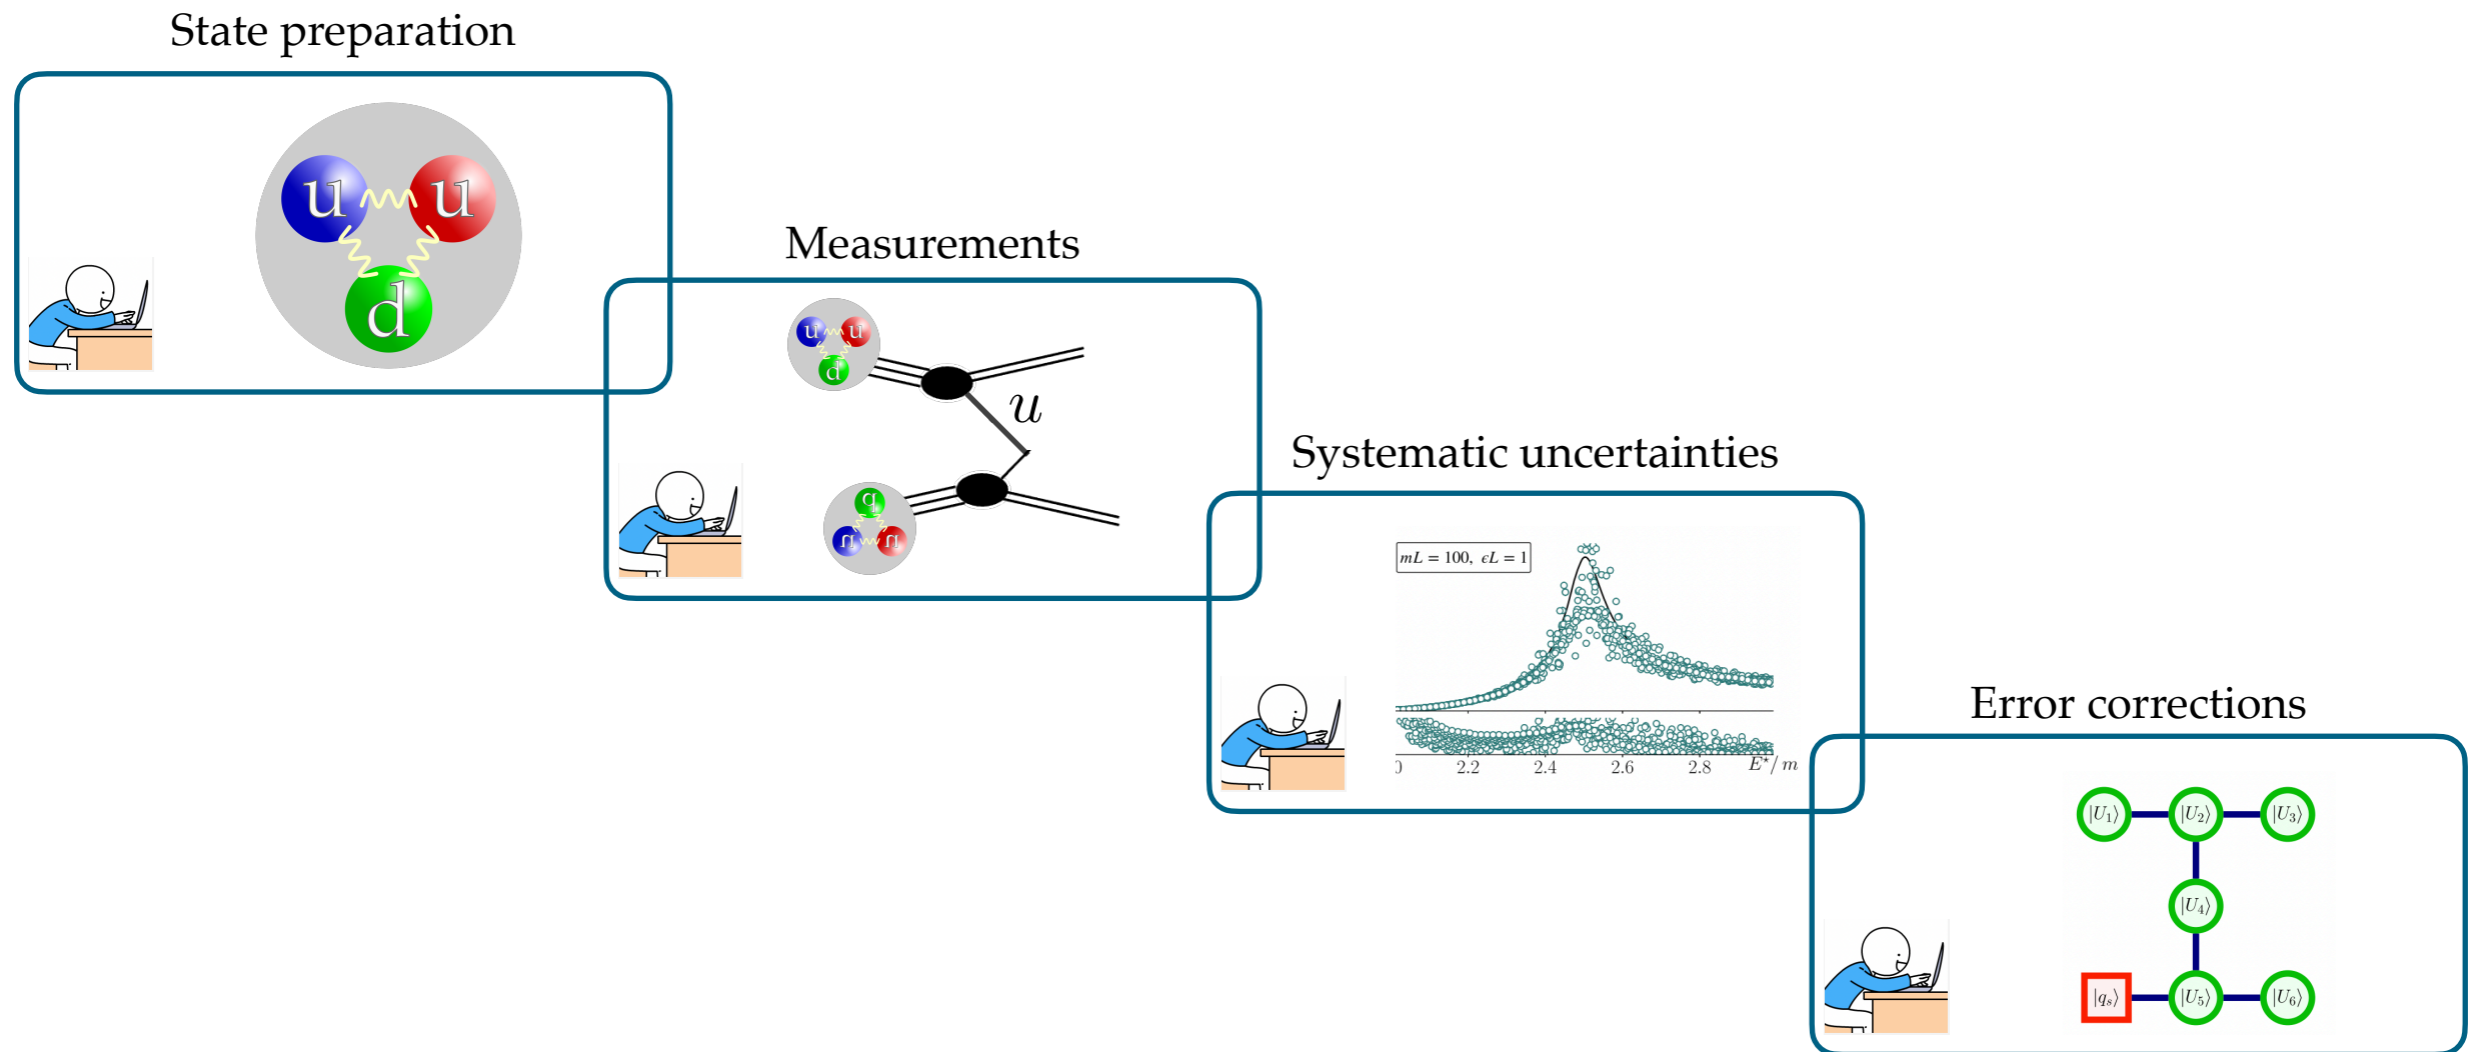 State preparation
u u
d
Measurements
u u
d
u
d
u u
Systematic uncertainties
mL = 100, ϵL = 1
0 2.2 2.4 2.6 2.8 E*/m
Error corrections
|U₁⟩ |U₂⟩ |U₃⟩
|U₄⟩
|qₛ⟩ |U₅⟩ |U₆⟩